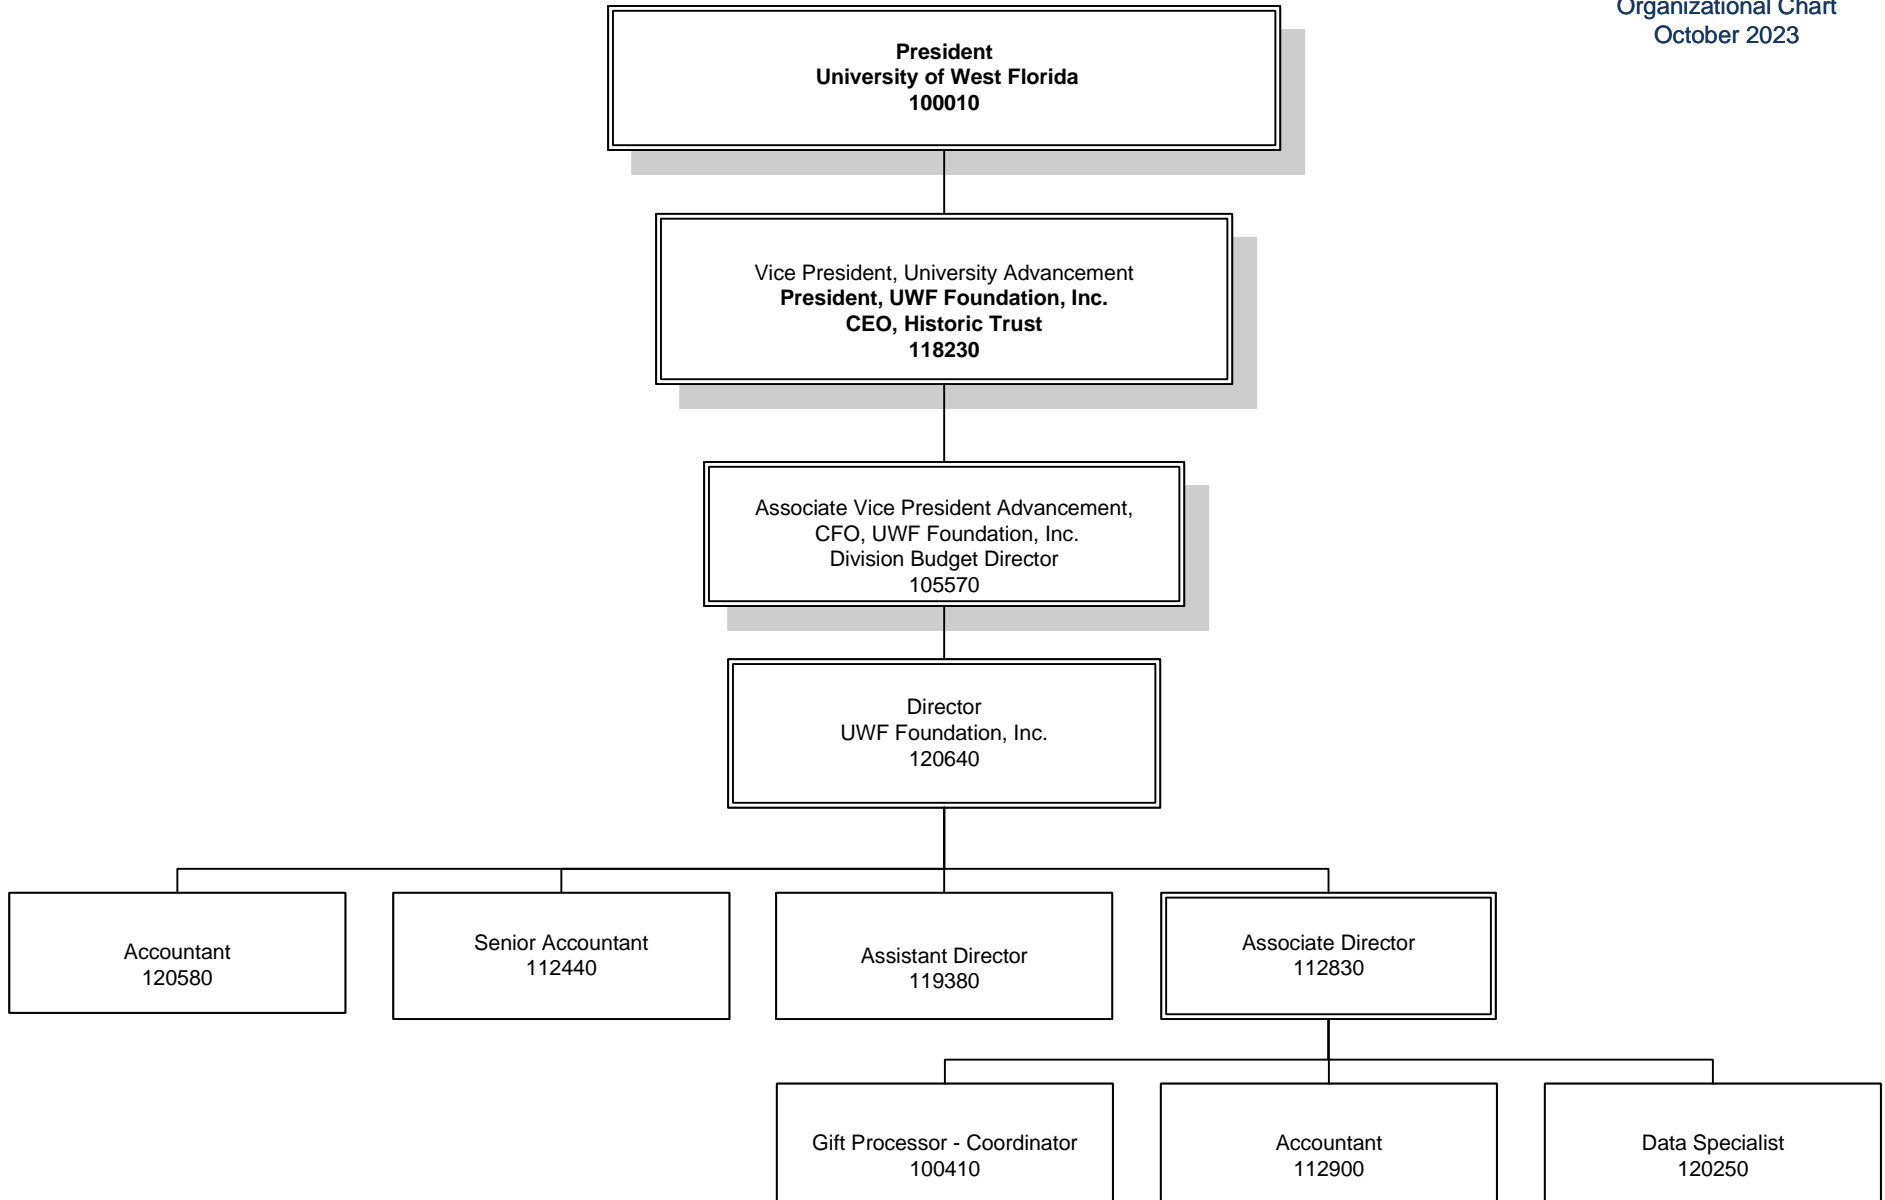 Organizational Chart
October 2023
President
University of West Florida
100010
Vice President, University Advancement
President, UWF Foundation, Inc.
CEO, Historic Trust
118230
Associate Vice President Advancement,
CFO, UWF Foundation, Inc.
Division Budget Director
105570
Director
UWF Foundation, Inc.
120640
Accountant
120580
Senior Accountant
112440
Assistant Director
119380
Associate Director
112830
Gift Processor - Coordinator
100410
Accountant
112900
Data Specialist
120250